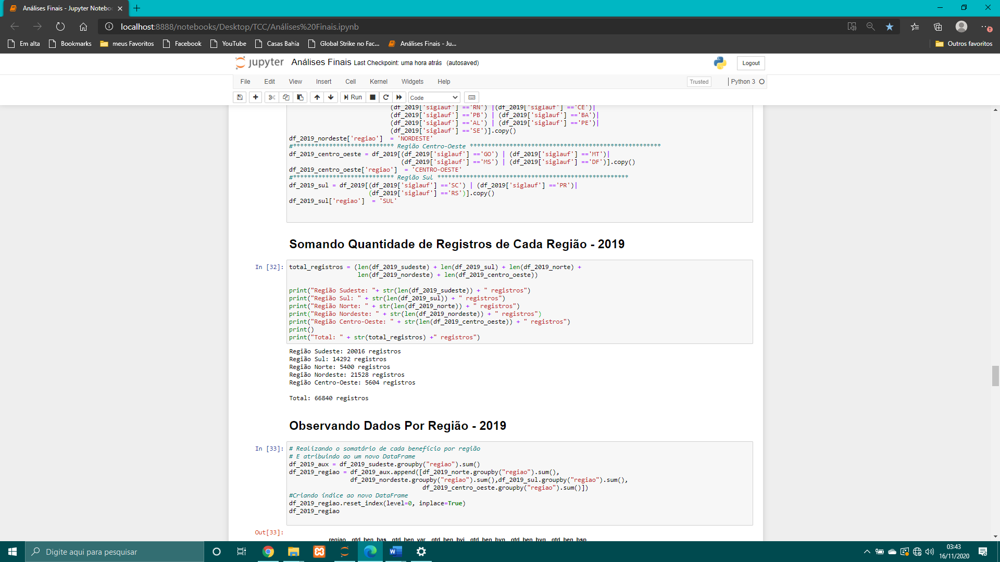 Análises Finais - Jupyter Notebo
localhost:8888/notebooks/Desktop/TCC/Análises%20Finais.ipynb
Em alta
Bookmarks
meus Favoritos
Facebook
YouTube
Casas Bahia
Global Strike no Fac...
Análises Finais - Ju...
Outros favoritos
jupyter Análises Finais Last Checkpoint: uma hora atrás (autosaved)
Logout
File Edit View Insert Cell Kernel Widgets Help
Trusted
Python 3
Run
Code
(df_2019['siglauf'] =='RN') |(df_2019['siglauf'] =='CE')|
(df_2019['siglauf'] =='PB') | (df_2019['siglauf'] =='BA')|
(df_2019['siglauf'] =='AL') | (df_2019['siglauf'] =='PE')|
(df_2019['siglauf'] =='SE')].copy()
df_2019_nordeste['regiao']  = 'NORDESTE'
#**************************** Região Centro-Oeste *****************************************************
df_2019_centro_oeste = df_2019[(df_2019['siglauf'] =='GO') | (df_2019['siglauf'] =='MT')|
(df_2019['siglauf'] =='MS') | (df_2019['siglauf'] =='DF')].copy()
df_2019_centro_oeste['regiao']  = 'CENTRO-OESTE'
#**************************** Região Sul *****************************************************
df_2019_sul = df_2019[(df_2019['siglauf'] =='SC') | (df_2019['siglauf'] =='PR')|
(df_2019['siglauf'] =='RS')].copy()
df_2019_sul['regiao']  = 'SUL'
Somando Quantidade de Registros de Cada Região - 2019
In [32]:
total_registros = (len(df_2019_sudeste) + len(df_2019_sul) + len(df_2019_norte) +
len(df_2019_nordeste) + len(df_2019_centro_oeste))
print("Região Sudeste: "+ str(len(df_2019_sudeste)) + " registros")
print("Região Sul: " + str(len(df_2019_sul)) + " registros")
print("Região Norte: " + str(len(df_2019_norte)) + " registros")
print("Região Nordeste: " + str(len(df_2019_nordeste)) + " registros")
print("Região Centro-Oeste: " + str(len(df_2019_centro_oeste)) + " registros")
print()
print("Total: " + str(total_registros) +" registros")
Região Sudeste: 20016 registros
Região Sul: 14292 registros
Região Norte: 5400 registros
Região Nordeste: 21528 registros
Região Centro-Oeste: 5604 registros
Total: 66840 registros
Observando Dados Por Região - 2019
In [33]:
# Realizando o somatário de cada benefício por região
# E atribuindo ao um novo DataFrame
df_2019_aux = df_2019_sudeste.groupby("regiao").sum()
df_2019_regiao = df_2019_aux.append([df_2019_norte.groupby("regiao").sum(),
df_2019_nordeste.groupby("regiao").sum(),df_2019_sul.groupby("regiao").sum(),
df_2019_centro_oeste.groupby("regiao").sum()])
#Criando índice ao novo DataFrame
df_2019_regiao.reset_index(level=0, inplace=True)
df_2019_regiao
Out[33]:
regiao qtd_ben_bas qtd_ben_var qtd_ben_bvj qtd_ben_bvn qtd_ben_bvg qtd_ben_bsp
Digite aqui para pesquisar
03:43
16/11/2020